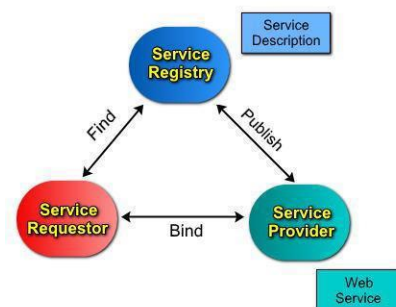 Service
Description
Service
Registry
Find
Publish
Service
Requestor
Bind
Service
Provider
Web
Service